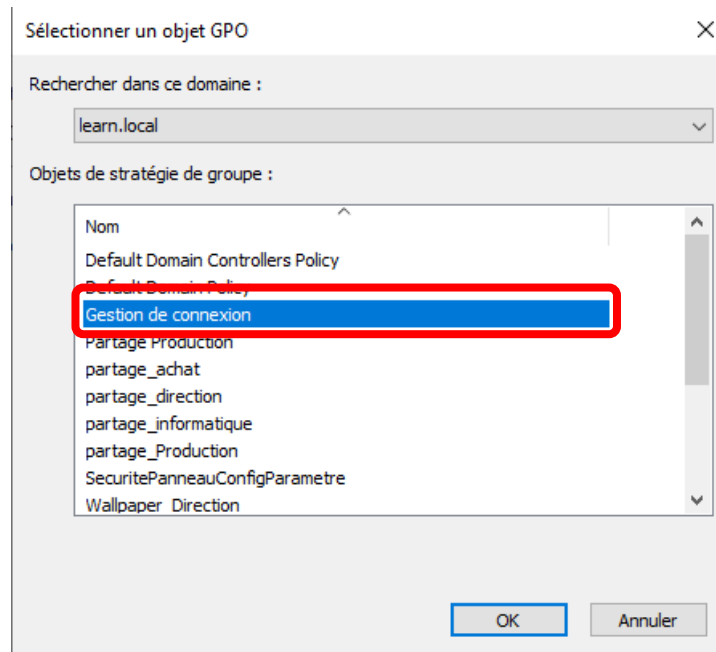 Sélectionner un objet GPO
Rechercher dans ce domaine :
learn.local
Objets de stratégie de groupe :
Nom
Default Domain Controllers Policy
Default Domain Policy
Gestion de connexion
Partage Production
partage_achat
partage_direction
partage_informatique
partage_Production
SecuritePanneauConfigParametre
Wallpaper_Direction
OK Annuler